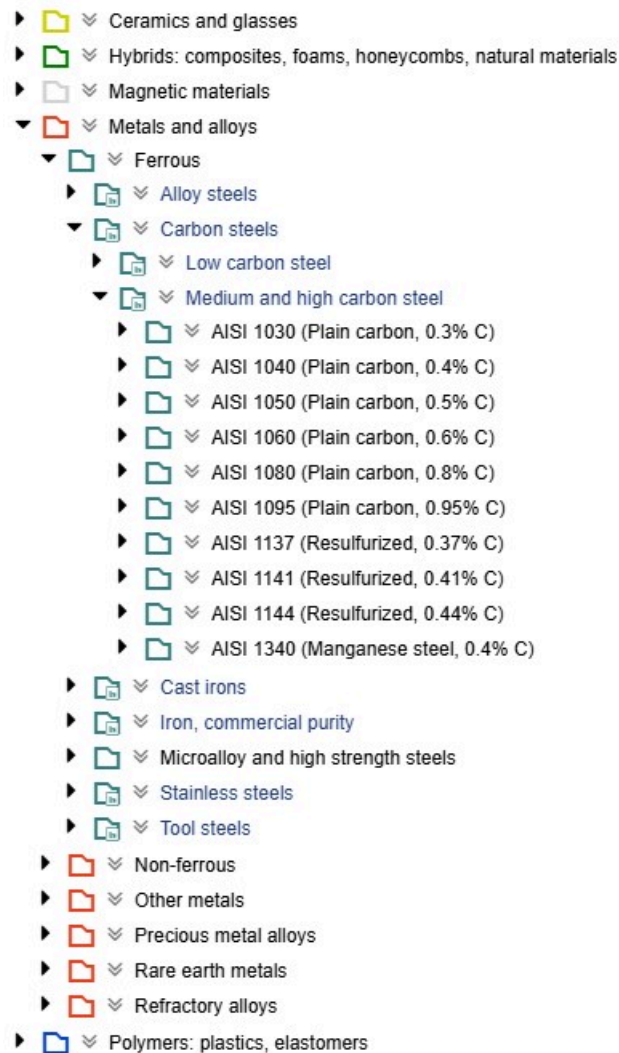 Ceramics and glasses
Hybrids: composites, foams, honeycombs, natural materials
Magnetic materials
Metals and alloys
Ferrous
Alloy steels
Carbon steels
Low carbon steel
Medium and high carbon steel
AISI 1030 (Plain carbon, 0.3% C)
AISI 1040 (Plain carbon, 0.4% C)
AISI 1050 (Plain carbon, 0.5% C)
AISI 1060 (Plain carbon, 0.6% C)
AISI 1080 (Plain carbon, 0.8% C)
AISI 1095 (Plain carbon, 0.95% C)
AISI 1137 (Resulfurized, 0.37% C)
AISI 1141 (Resulfurized, 0.41% C)
AISI 1144 (Resulfurized, 0.44% C)
AISI 1340 (Manganese steel, 0.4% C)
Cast irons
Iron, commercial purity
Microalloy and high strength steels
Stainless steels
Tool steels
Non-ferrous
Other metals
Precious metal alloys
Rare earth metals
Refractory alloys
Polymers: plastics, elastomers